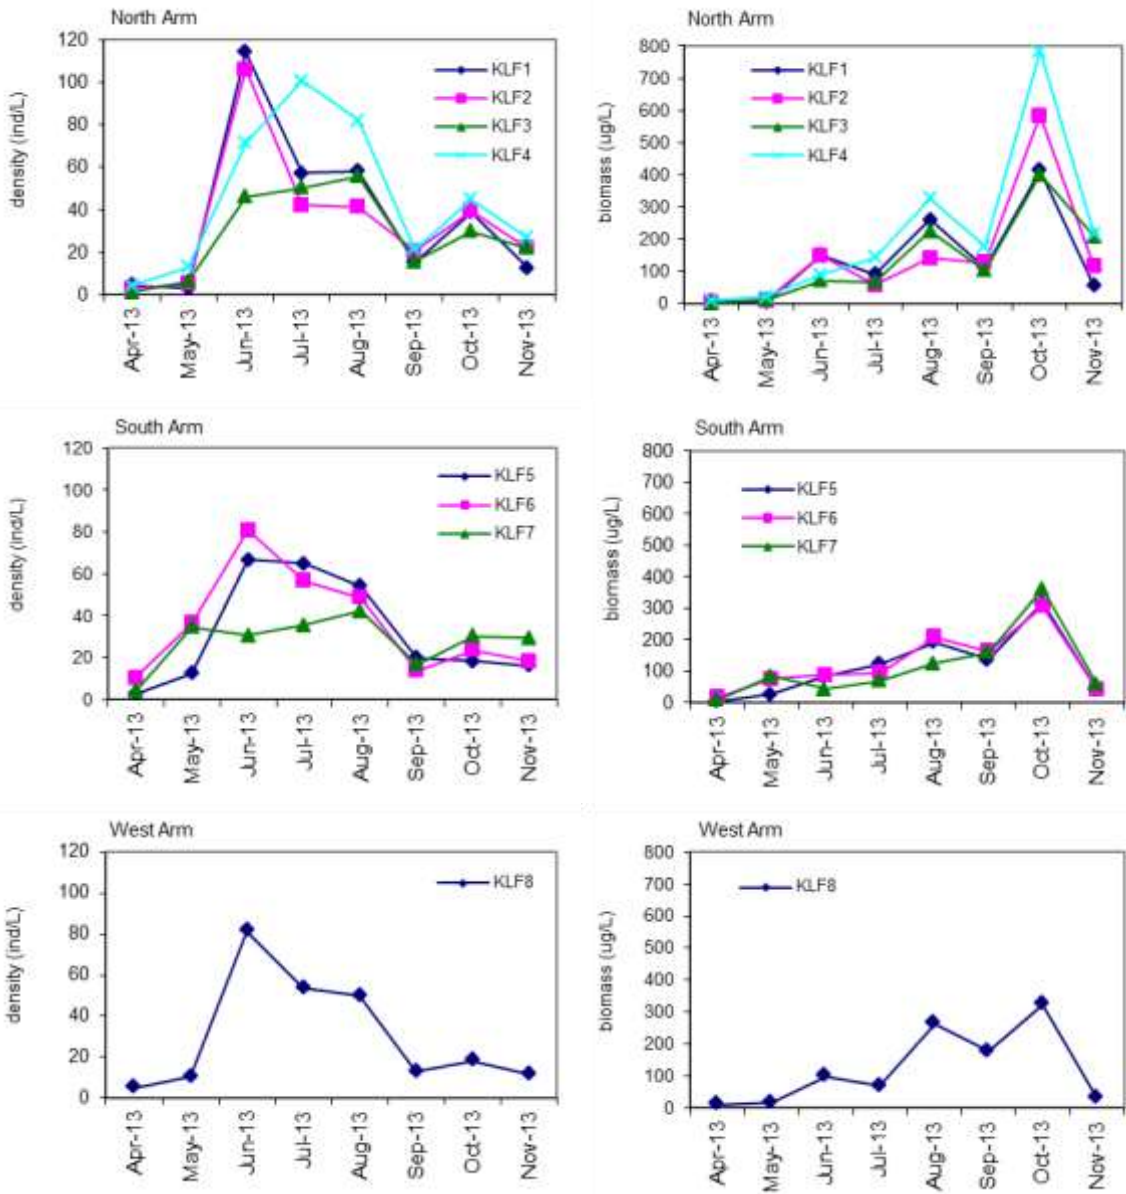 North Arm
density (ind/L)
120
100
80
60
40
20
0
KLF1
KLF2
KLF3
KLF4
Apr-13
May-13
Jun-13
Jul-13
Aug-13
Sep-13
Oct-13
Nov-13
North Arm
biomass (ug/L)
800
700
600
500
400
300
200
100
0
KLF1
KLF2
KLF3
KLF4
Apr-13
May-13
Jun-13
Jul-13
Aug-13
Sep-13
Oct-13
Nov-13
South Arm
density (ind/L)
120
100
80
60
40
20
0
KLF5
KLF6
KLF7
Apr-13
May-13
Jun-13
Jul-13
Aug-13
Sep-13
Oct-13
Nov-13
South Arm
biomass (ug/L)
800
700
600
500
400
300
200
100
0
KLF5
KLF6
KLF7
Apr-13
May-13
Jun-13
Jul-13
Aug-13
Sep-13
Oct-13
Nov-13
West Arm
density (ind/L)
120
100
80
60
40
20
0
KLF8
Apr-13
May-13
Jun-13
Jul-13
Aug-13
Sep-13
Oct-13
Nov-13
West Arm
biomass (ug/L)
800
700
600
500
400
300
200
100
0
KLF8
Apr-13
May-13
Jun-13
Jul-13
Aug-13
Sep-13
Oct-13
Nov-13